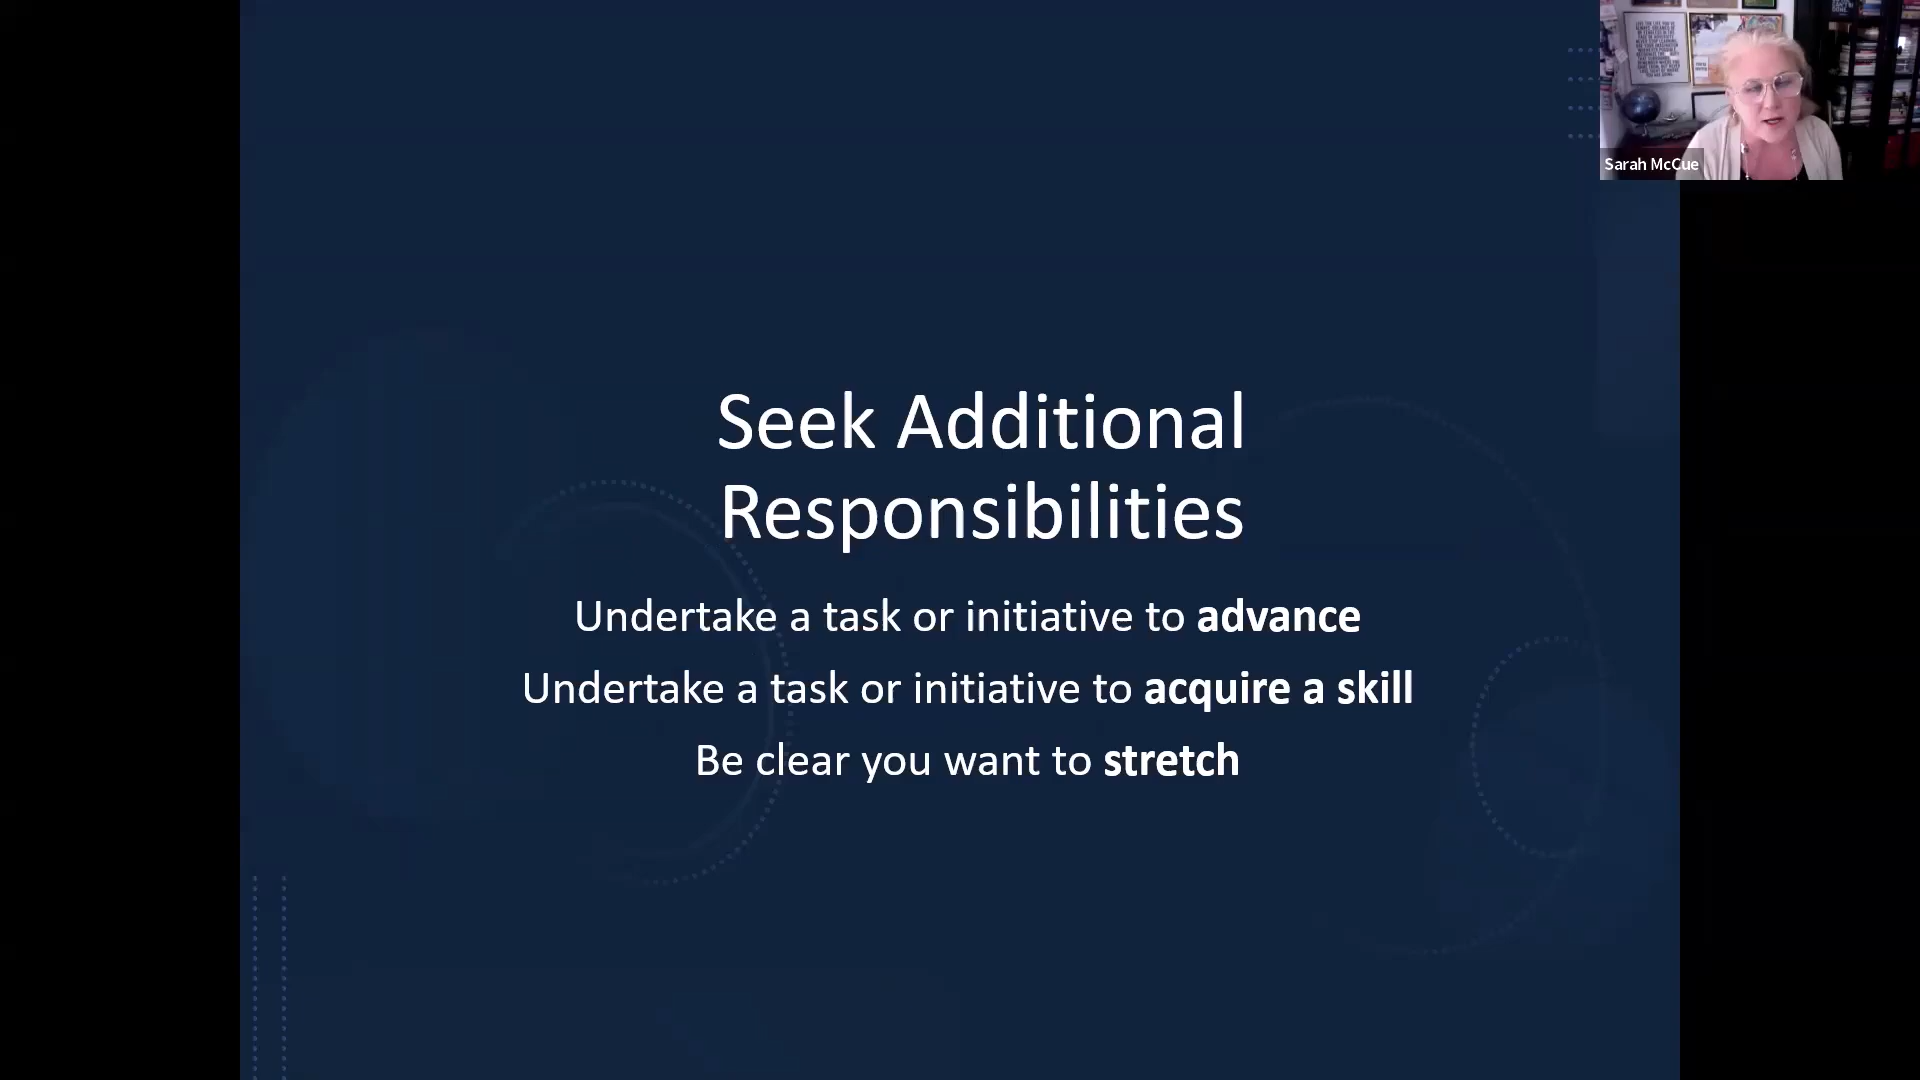 Seek Additional
Responsibilities
Undertake a task or initiative to advance
Undertake a task or initiative to acquire a skill
Be clear you want to stretch
Sarah McCue